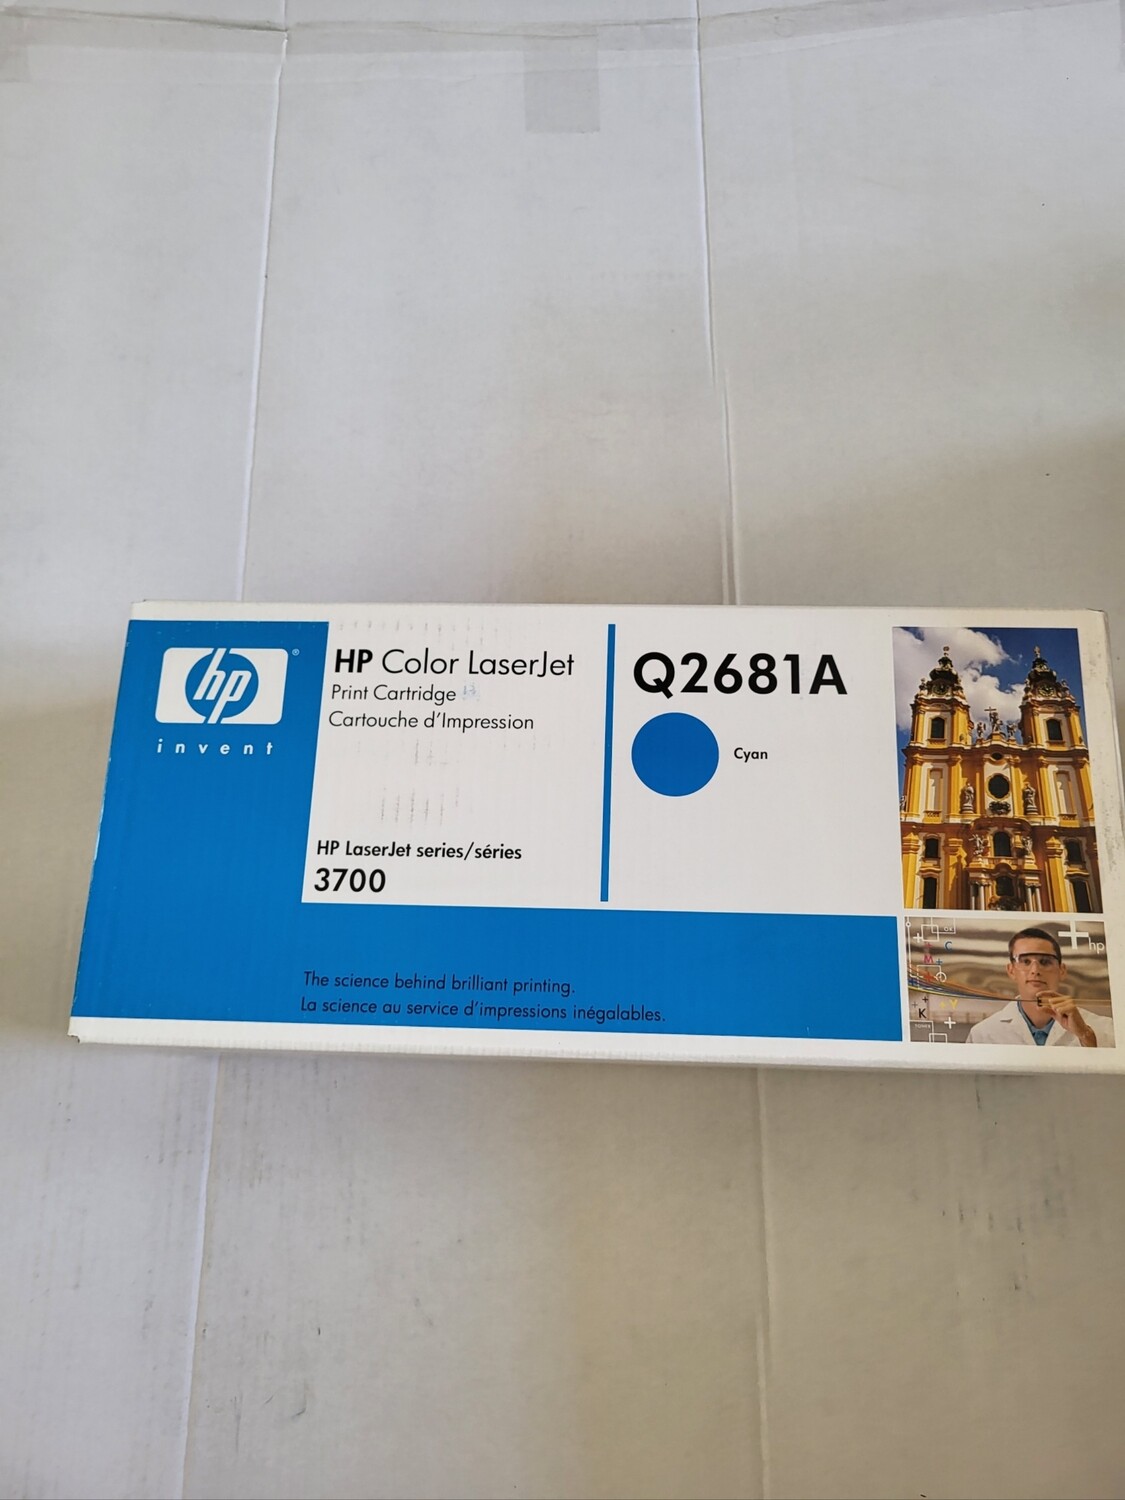 hp®
invent
HP Color LaserJet
Print Cartridge
Cartouche d'Impression
HP LaserJet series/séries
3700
Q2681A
Cyan
The science behind brilliant printing.
La science au service d'impressions inégalables.
hp
C
M
Y
K